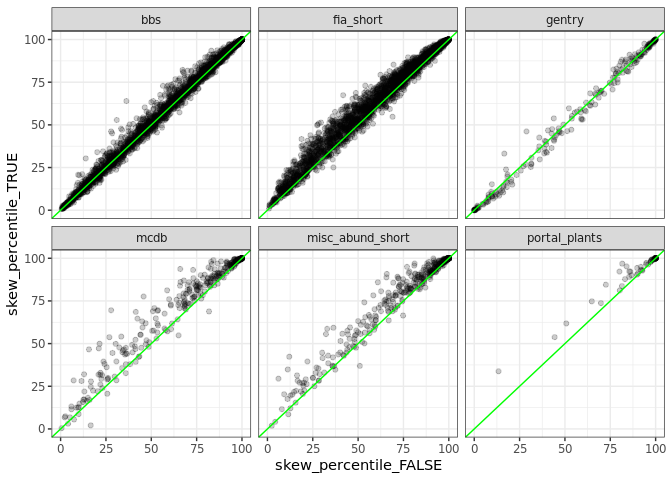 bbs fia_short gentry
100
75
50
25
0
mcdb misc_abund_short portal_plants
100
75
50
25
0
0 25 50 75 100 0 25 50 75 100 0 25 50 75 100
skew_percentile_FALSE
skew_percentile_TRUE